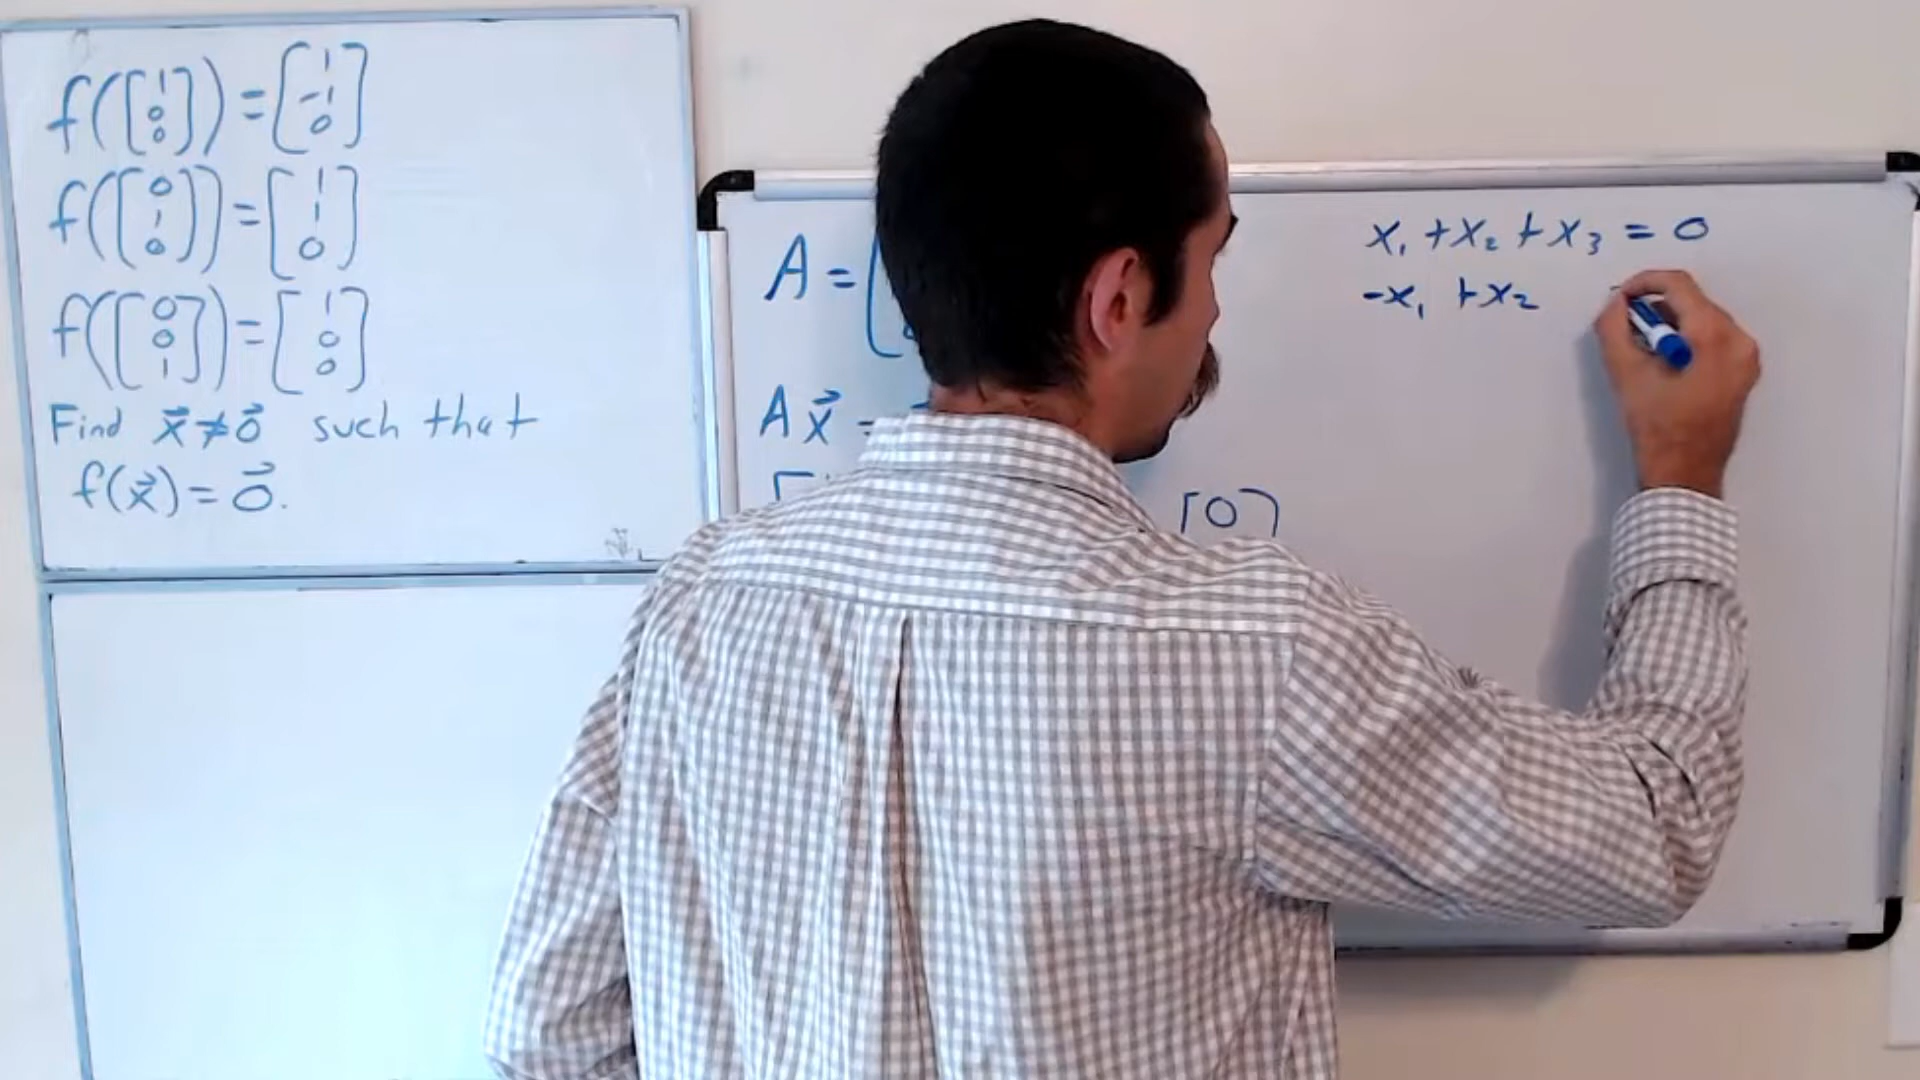 f([1 0 0]) = [1 -1 0]
f([0 1 0]) = [1 1 0]
f([0 0 1]) = [1 0 0]
Find x⃗ ≠ 0⃗ such that
f(x⃗) = 0⃗.
A = [
A x⃗ =
[0]
x₁ + x₂ + x₃ = 0
-x₁ + x₂